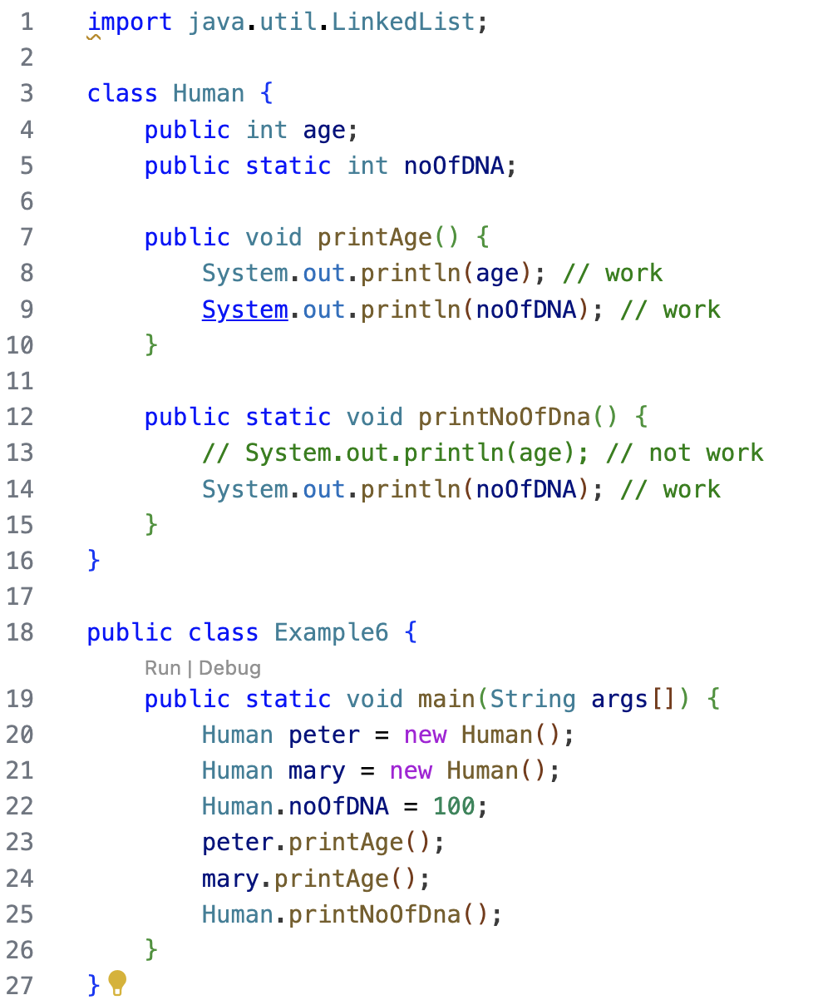 1 import java.util.LinkedList;
2
3 class Human {
4     public int age;
5     public static int noOfDNA;
6
7     public void printAge() {
8         System.out.println(age); // work
9         System.out.println(noOfDNA); // work
10     }
11
12     public static void printNoOfDna() {
13         // System.out.println(age); // not work
14         System.out.println(noOfDNA); // work
15     }
16 }
17
18 public class Example6 {
Run | Debug
19     public static void main(String args[]) {
20         Human peter = new Human();
21         Human mary = new Human();
22         Human.noOfDNA = 100;
23         peter.printAge();
24         mary.printAge();
25         Human.printNoOfDna();
26     }
27 }